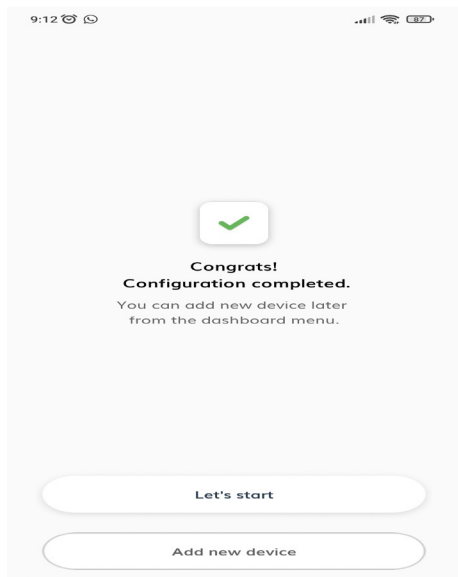 9:12
87
Congrats!
Configuration completed.
You can add new device later
from the dashboard menu.
Let's start
Add new device